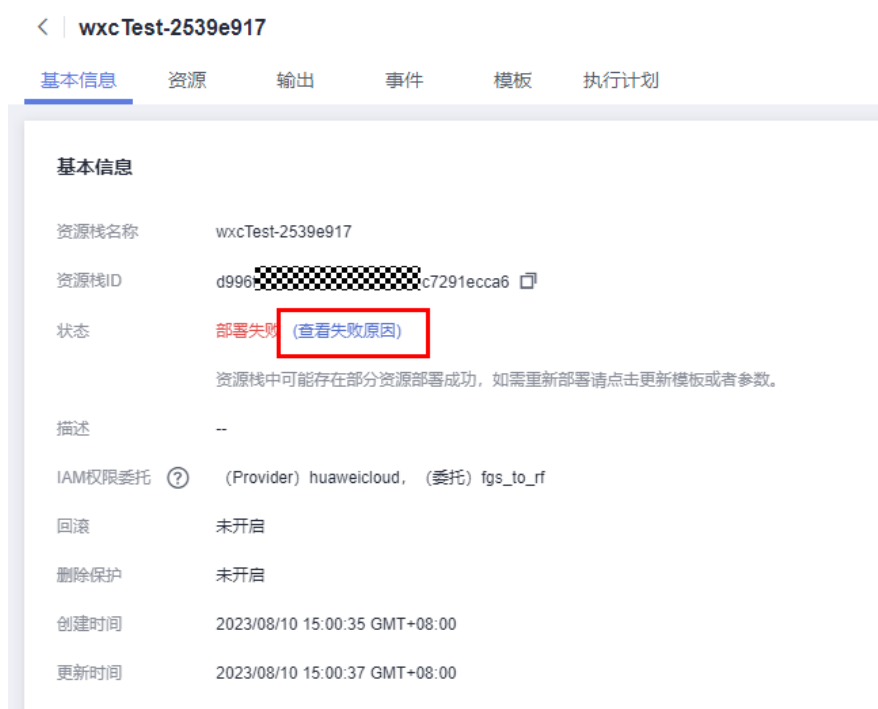 wxcTest-2539e917
基本信息 资源 输出 事件 模板 执行计划
基本信息
资源栈名称 wxcTest-2539e917
资源栈ID d996 c7291ecca6
状态 部署失败 (查看失败原因)
资源栈中可能存在部分资源部署成功，如需重新部署请点击更新模板或者参数。
描述 --
IAM权限委托 ? （Provider）huaweicloud, （委托）fgs_to_rf
回滚 未开启
删除保护 未开启
创建时间 2023/08/10 15:00:35 GMT+08:00
更新时间 2023/08/10 15:00:37 GMT+08:00